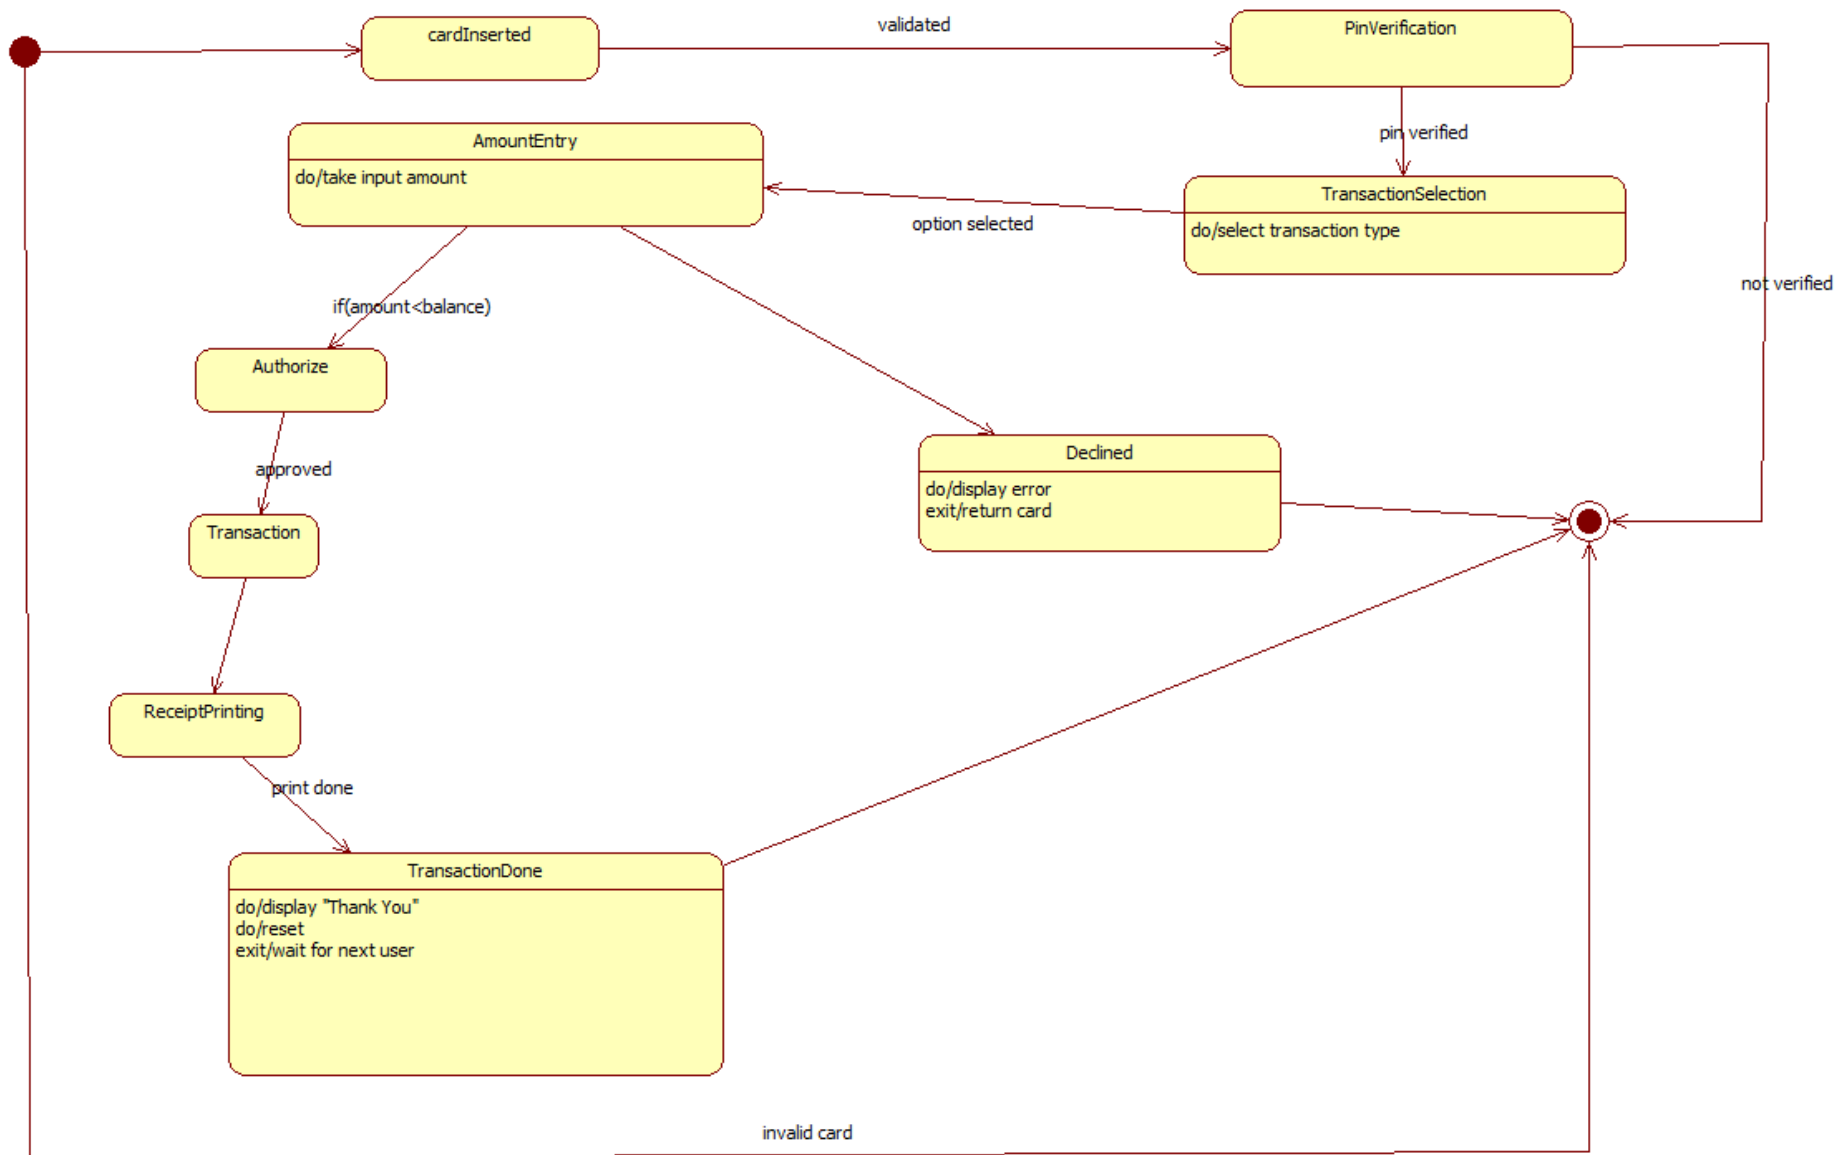 cardInserted
validated
PinVerification
pin verified
AmountEntry
do/take input amount
TransactionSelection
do/select transaction type
option selected
not verified
if(amount<balance)
Authorize
approved
Declined
do/display error
exit/return card
Transaction
ReceiptPrinting
print done
TransactionDone
do/display "Thank You"
do/reset
exit/wait for next user
invalid card